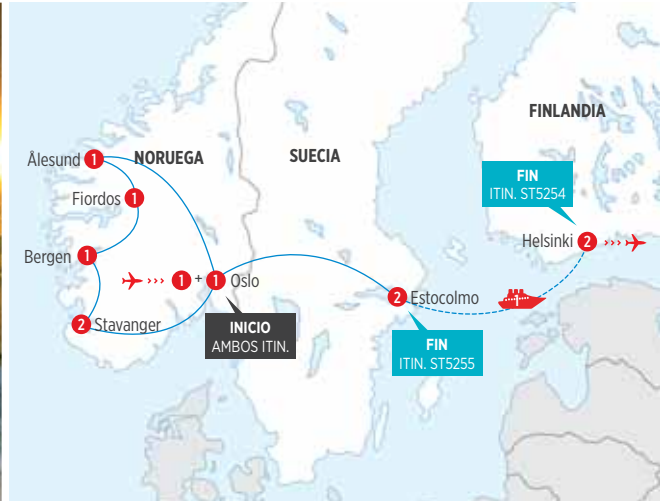 FINLANDIA
Ålesund 1
NORUEGA
SUECIA
FIN
ITIN. ST5254
Fiordos 1
Helsinki 2
Bergen 1
1 + 1 Oslo
2 Estocolmo
2 Stavanger
INICIO
AMBOS ITIN.
FIN
ITIN. ST5255